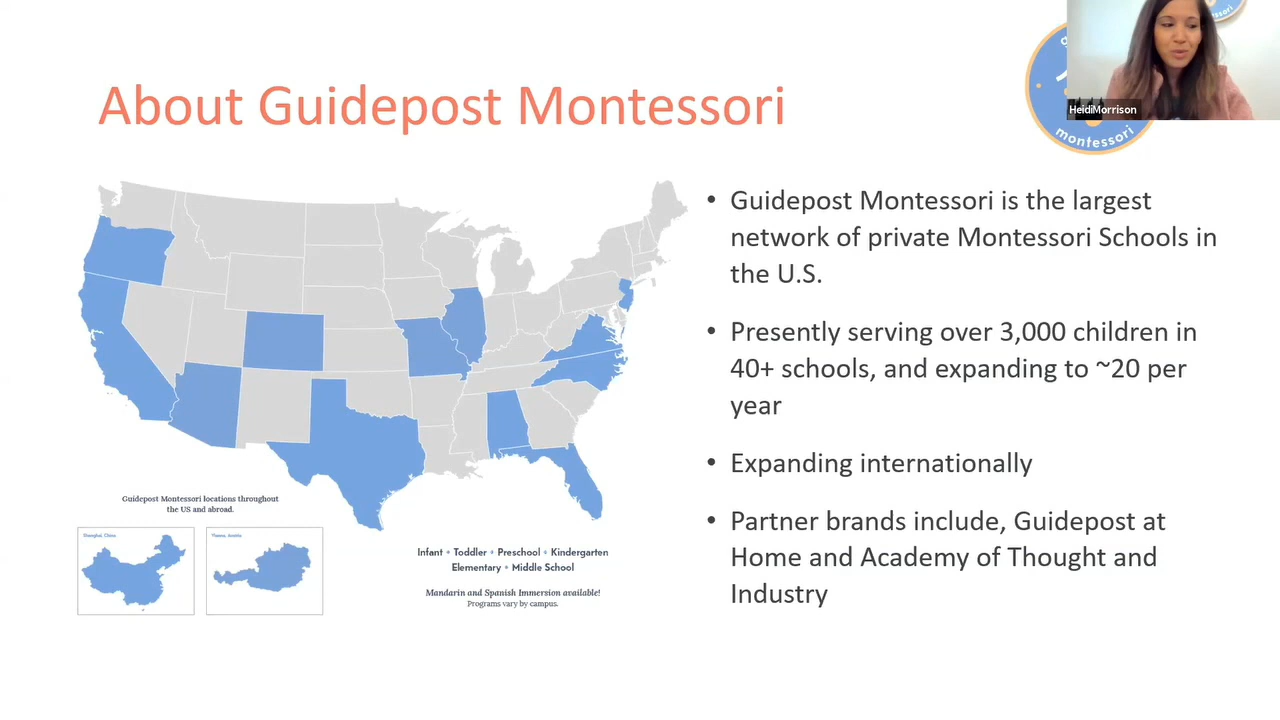 About Guidepost Montessori
HeidiMorrison
montessori
• Guidepost Montessori is the largest
network of private Montessori Schools in
the U.S.
• Presently serving over 3,000 children in
40+ schools, and expanding to ~20 per
year
• Expanding internationally
• Partner brands include, Guidepost at
Home and Academy of Thought and
Industry
Guidepost Montessori locations throughout
the US and abroad.
Shanghai, China
Vienna, Austria
Infant • Toddler • Preschool • Kindergarten
Elementary • Middle School
Mandarin and Spanish Immersion available!
Programs vary by campus.